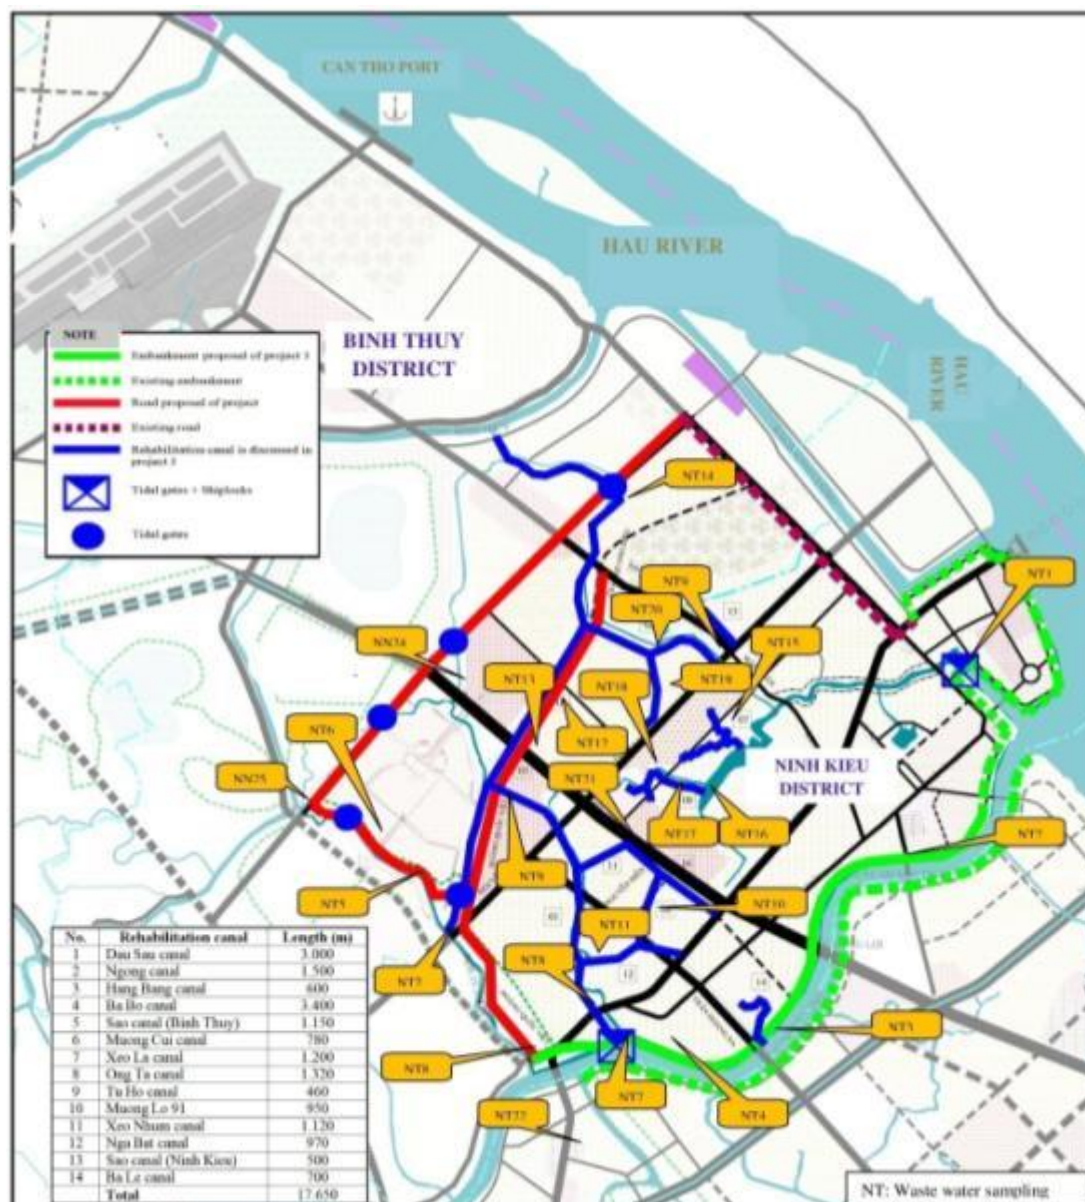 CAN THO PORT
HAU RIVER
HAU RIVER
BINH THUY DISTRICT
NOTE
Embankment proposal of project 3
Existing embankment
Road proposal of project
Existing road
Rehabilitation canal is discussed in
project 3
Tidal gates + Shiplocks
Tidal gates
NT14
NT1
NT20
NT15
NN24
NT13
NT18
NT19
NT6
NT12
NN25
NT21
NINH KIEU DISTRICT
NT17
NT16
NT2
NT9
NT5
NT10
NT11
NT7
NT8
NT3
NT8
NT2
NT22
NT4
No. Rehabilitation canal Length (m)
1 Dau Sau canal 3.000
2 Ngong canal 1.500
3 Hang Bang canal 600
4 Ba Bo canal 3.400
5 Sao canal (Binh Thuy) 1.150
6 Muong Cui canal 780
7 Xeo La canal 1.200
8 Ong Ta canal 1.320
9 Tu Ho canal 460
10 Muong Lo 91 950
11 Xeo Nhum canal 1.120
12 Nga Bat canal 970
13 Sao canal (Ninh Kieu) 500
14 Ba Le canal 700
Total 17.650
NT: Waste water sampling